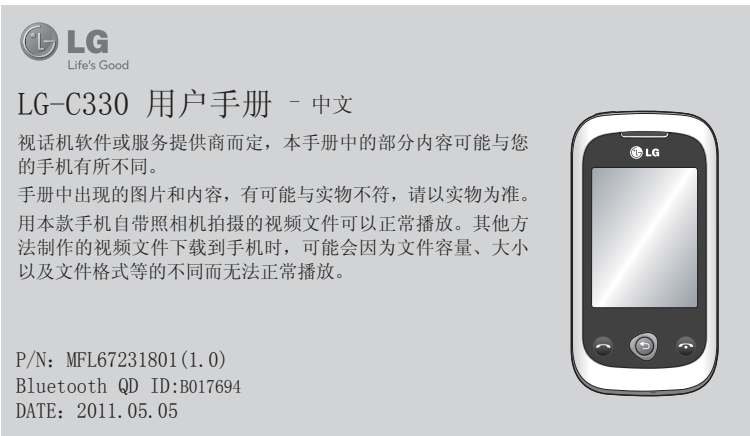 LG
Life's Good
LG-C330 用户手册 - 中文
视话机软件或服务提供商而定，本手册中的部分内容可能与您
的手机有所不同。
手册中出现的图片和内容，有可能与实物不符，请以实物为准。
用本款手机自带照相机拍摄的视频文件可以正常播放。其他方
法制作的视频文件下载到手机时，可能会因为文件容量、大小
以及文件格式等的不同而无法正常播放。
LG
P/N: MFL67231801(1.0)
Bluetooth QD ID:B017694
DATE: 2011.05.05